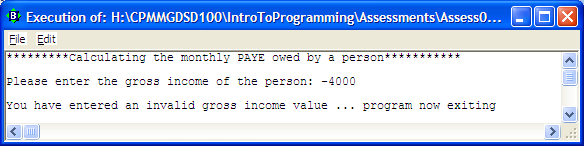 Execution of: H:\CPMMGDSD100\IntroToProgramming\Assessments\Assess0...
File Edit
*********Calculating the monthly PAYE owed by a person***********
Please enter the gross income of the person: -4000
You have entered an invalid gross income value ... program now exiting